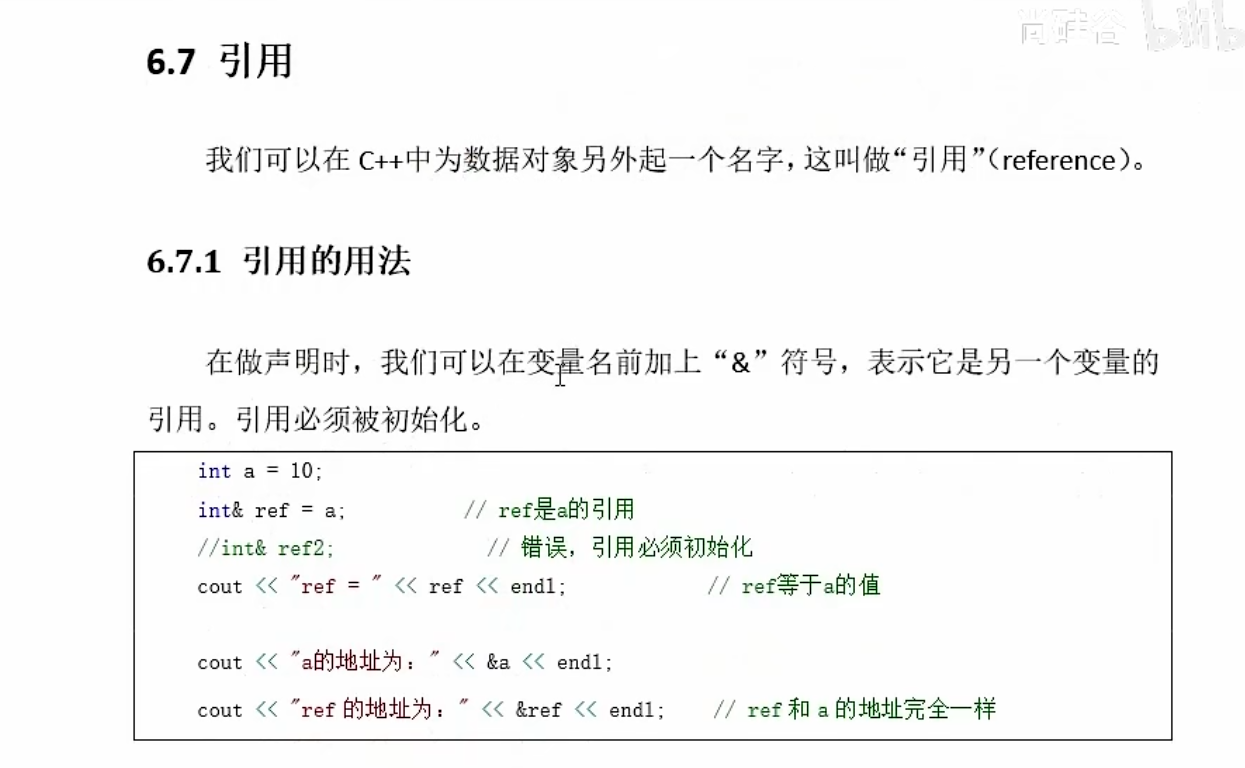 尚硅谷 bilibili
6.7 引用
我们可以在 C++中为数据对象另外起一个名字，这叫做“引用”（reference）。
6.7.1 引用的用法
在做声明时，我们可以在变量名前加上“&”符号，表示它是另一个变量的
引用。引用必须被初始化。
int a = 10;
int& ref = a; // ref是a的引用
//int& ref2; // 错误，引用必须初始化
cout << "ref = " << ref << endl; // ref等于a的值
cout << "a的地址为：" << &a << endl;
cout << "ref 的地址为：" << &ref << endl; // ref 和 a 的地址完全一样